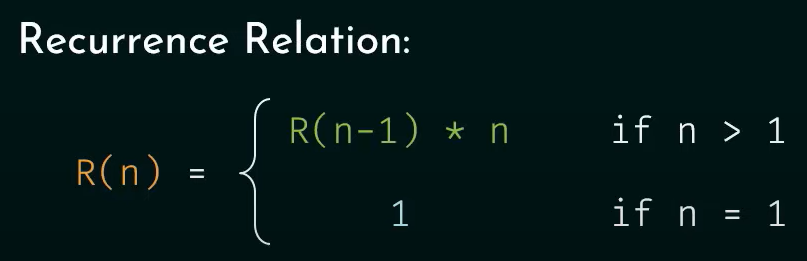 Recurrence Relation:
R(n-1) * n if n > 1
R(n) =
1 if n = 1